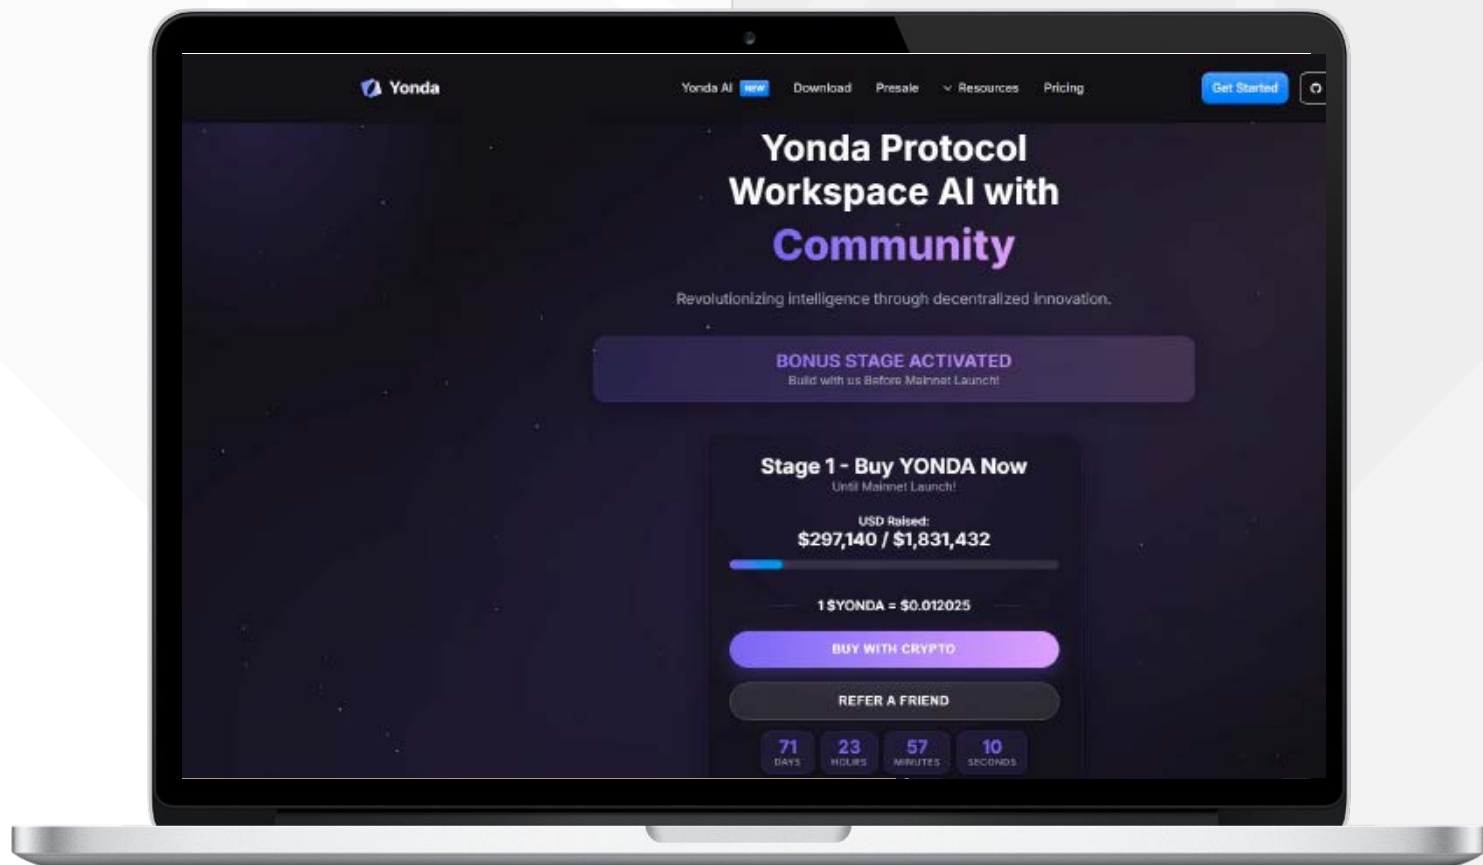 Yonda
Yonda AI NEW Download Presale Resources Pricing Get Started
Yonda Protocol
Workspace AI with
Community
Revolutionizing intelligence through decentralized innovation.
BONUS STAGE ACTIVATED
Build with us Before Mainnet Launch!
Stage 1 - Buy YONDA Now
Until Mainnet Launch!
USD Raised:
$297,140 / $1,831,432
1 $YONDA = $0.012025
BUY WITH CRYPTO
REFER A FRIEND
71 23 57 10
DAYS HOURS MINUTES SECONDS